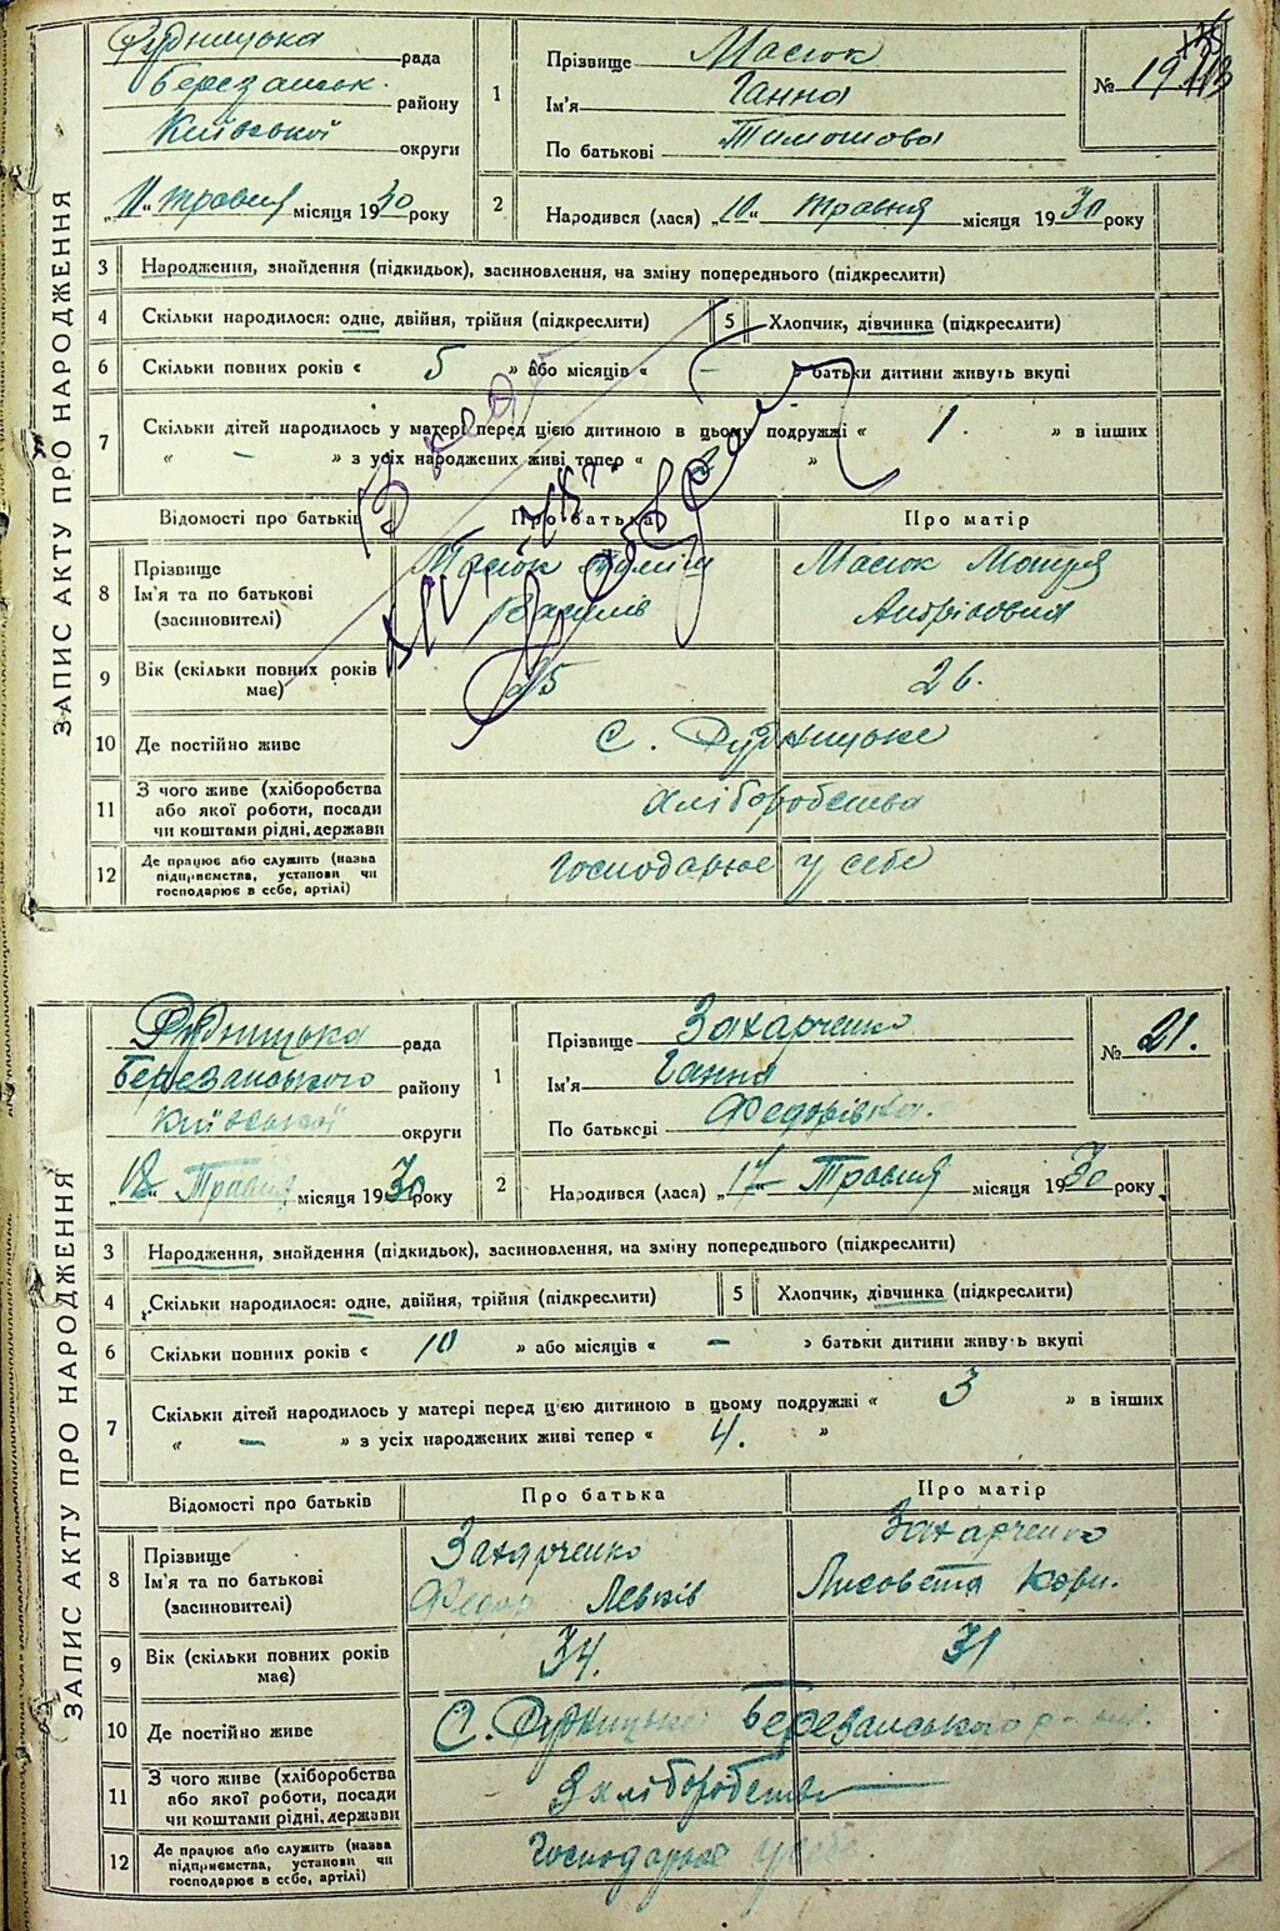 ЗАПИС АКТУ ПРО НАРОДЖЕННЯ
Рудницька рада
Березанськ. району
Київської округи
„11“ травня місяця 1930 року
1
Прізвище Масюк
Ім'я Ганна
По батькові Тимошова
№ 19
2
Народився (лася) „10“ травня місяця 1930 року
3 Народження, знайдення (підкидьок), засиновлення, на зміну попереднього (підкреслити)
4 Скільки народилося: одне, двійня, трійня (підкреслити)
5 Хлопчик, дівчинка (підкреслити)
6 Скільки повних років « 5 » або місяців « – » батьки дитини живуть вкупі
7 Скільки дітей народилось у матері перед цією дитиною в цьому подружжі « 1. » в інших
« – » з усіх народжених живі тепер « »
Відомості про батьків
Про батька
Про матір
8 Прізвище
Ім'я та по батькові
(засиновителі)
Масюк
Василів
Масюк Мотря
Андріювна
9 Вік (скільки повних років
має)
25
26.
10 Де постійно живе
С. Рудницьке
11 З чого живе (хліборобства
або якої роботи, посади
чи коштами рідні, держави
хліборобства
12 Де працює або служить (назва
підприємства, установи чи
господарює в себе, артілі)
Господарює у себе
ЗАПИС АКТУ ПРО НАРОДЖЕННЯ
Рудницька рада
Березанського району
Київської округи
„18“ Травня місяця 1930 року
1
Прізвище Захарченко
Ім'я Ганна
По батькові Федорівна.
№ 21.
2
Народився (лася) „17“ Травня місяця 1930 року
3 Народження, знайдення (підкидьок), засиновлення, на зміну попереднього (підкреслити)
4 Скільки народилося: одне, двійня, трійня (підкреслити)
5 Хлопчик, дівчинка (підкреслити)
6 Скільки повних років « 10 » або місяців « – » батьки дитини живуть вкупі
7 Скільки дітей народилось у матері перед цією дитиною в цьому подружжі « 3 » в інших
« – » з усіх народжених живі тепер « 4. »
Відомості про батьків
Про батька
Про матір
8 Прізвище
Ім'я та по батькові
(засиновителі)
Захарченко
Федор Левків
Захарченко
Лисовета Корн.
9 Вік (скільки повних років
має)
34.
31
10 Де постійно живе
С. Рудницьке Березанського
11 З чого живе (хліборобства
або якої роботи, посади
чи коштами рідні, держави
З хліборобства
12 Де працює або служить (назва
підприємства, установи чи
господарює в себе, артілі)
Господарює у себе.